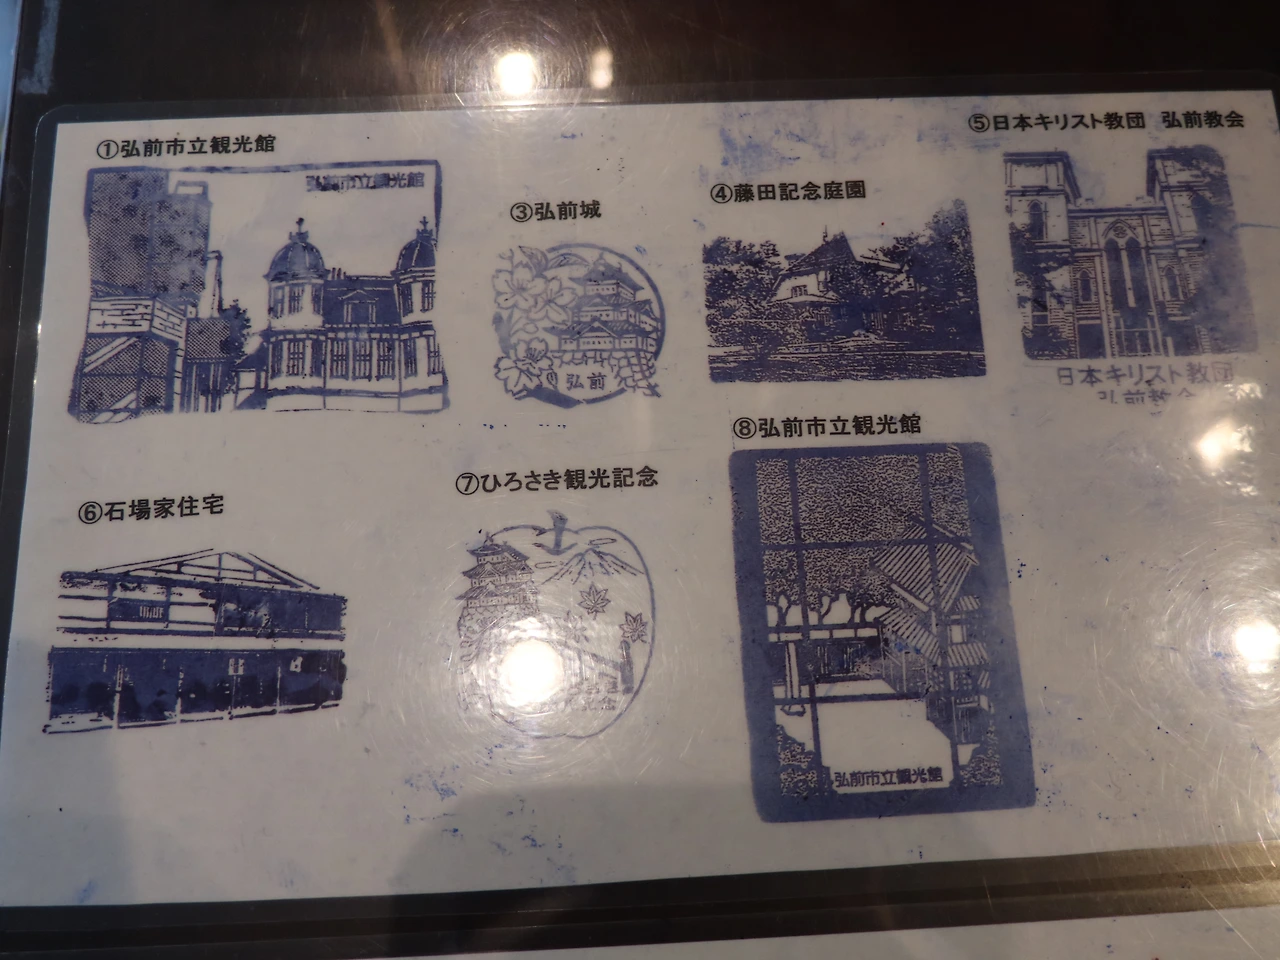 ①弘前市立観光館
弘前市立観光館
③弘前城
弘前
④藤田記念庭園
⑤日本キリスト教団 弘前教会
日本キリスト教団
弘前教会
⑥石場家住宅
⑦ひろさき観光記念
⑧弘前市立観光館
弘前市立観光館